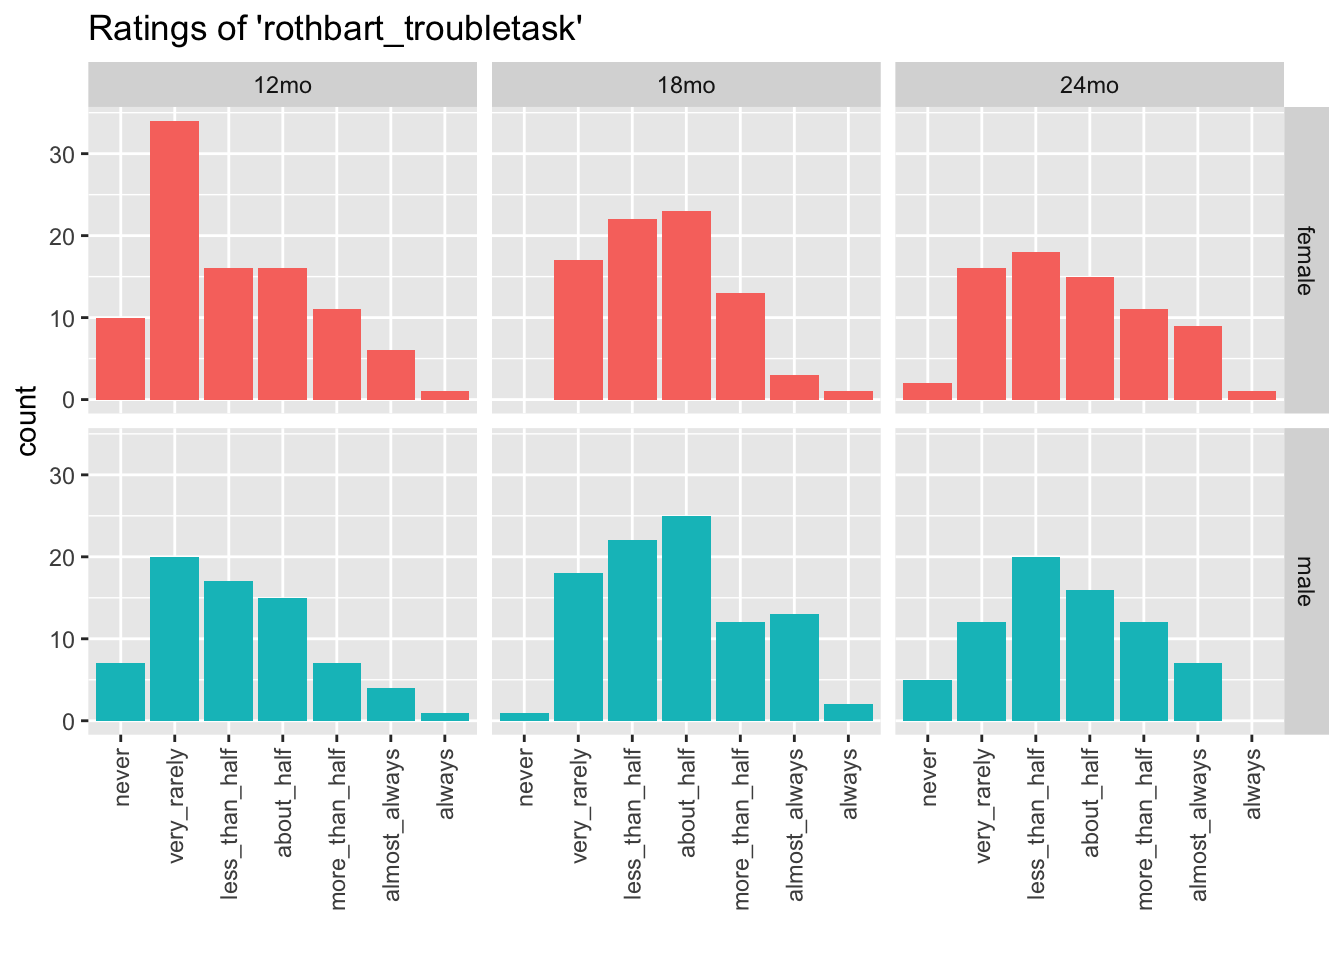 Ratings of 'rothbart_troubletask'
12mo 18mo 24mo
30
20
10
0
female
count
30
20
10
0
male
never very_rarely less_than_half about_half more_than_half almost_always always
never very_rarely less_than_half about_half more_than_half almost_always always
never very_rarely less_than_half about_half more_than_half almost_always always